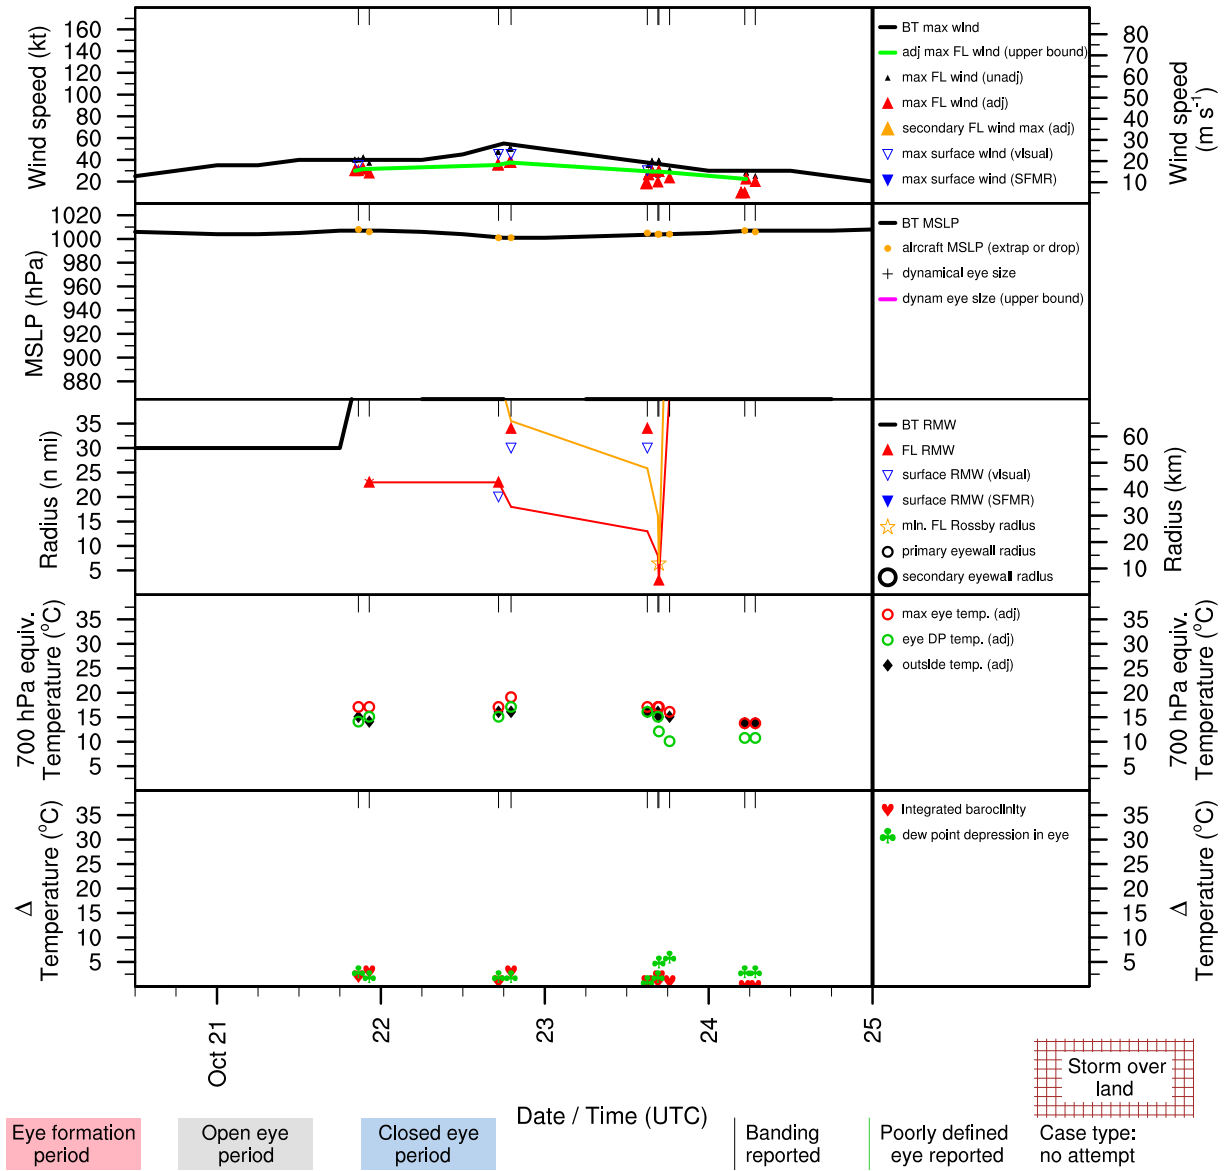 Wind speed (kt)
160
140
120
100
80
60
40
20
BT max wind
adj max FL wind (upper bound)
max FL wind (unadj)
max FL wind (adj)
secondary FL wind max (adj)
max surface wind (visual)
max surface wind (SFMR)
80
70
60
50
40
30
20
10
Wind speed
(m s-1)
MSLP (hPa)
1020
1000
980
960
940
920
900
880
BT MSLP
aircraft MSLP (extrap or drop)
dynamical eye size
dynam eye size (upper bound)
Radius (n mi)
35
30
25
20
15
10
5
BT RMW
FL RMW
surface RMW (visual)
surface RMW (SFMR)
min. FL Rossby radius
primary eyewall radius
secondary eyewall radius
60
50
40
30
20
10
Radius (km)
700 hPa equiv.
Temperature (°C)
35
30
25
20
15
10
5
max eye temp. (adj)
eye DP temp. (adj)
outside temp. (adj)
35
30
25
20
15
10
5
700 hPa equiv.
Temperature (°C)
Δ
Temperature (°C)
35
30
25
20
15
10
5
Integrated baroclinity
dew point depression in eye
35
30
25
20
15
10
5
Δ
Temperature (°C)
Oct 21
22
23
24
25
Date / Time (UTC)
Storm over
land
Eye formation
period
Open eye
period
Closed eye
period
Banding
reported
Poorly defined
eye reported
Case type:
no attempt